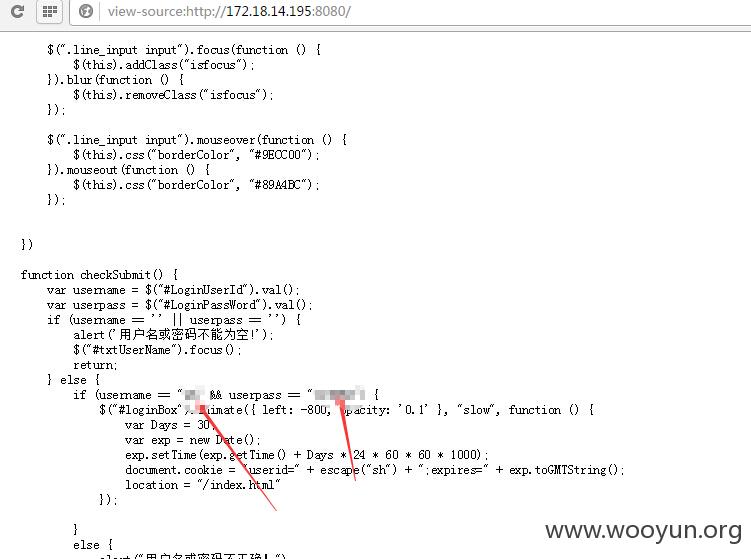 view-source:http://172.18.14.195:8080/
$(".line_input input").focus(function () {
$(this).addClass("isfocus");
}).blur(function () {
$(this).removeClass("isfocus");
});
$(".line_input input").mouseover(function () {
$(this).css("borderColor", "#9ECC00");
}).mouseout(function () {
$(this).css("borderColor", "#89A4BC");
});
})
function checkSubmit() {
var username = $("#LoginUserId").val();
var userpass = $("#LoginPassWord").val();
if (username == '' || userpass == '') {
alert('用户名或密码不能为空!');
$("#txtUserName").focus();
return;
} else {
if (username == " && userpass == " {
$("#loginBox").animate({ left: -800, opacity: '0.1' }, "slow", function () {
var Days = 30;
var exp = new Date();
exp.setTime(exp.getTime() + Days * 24 * 60 * 60 * 1000);
document.cookie = "userid=" + escape("sh") + ";expires=" + exp.toGMTString();
location = "/index.html"
});
}
else {
alert("用户名或密码不正确!")
www.wooyun.org